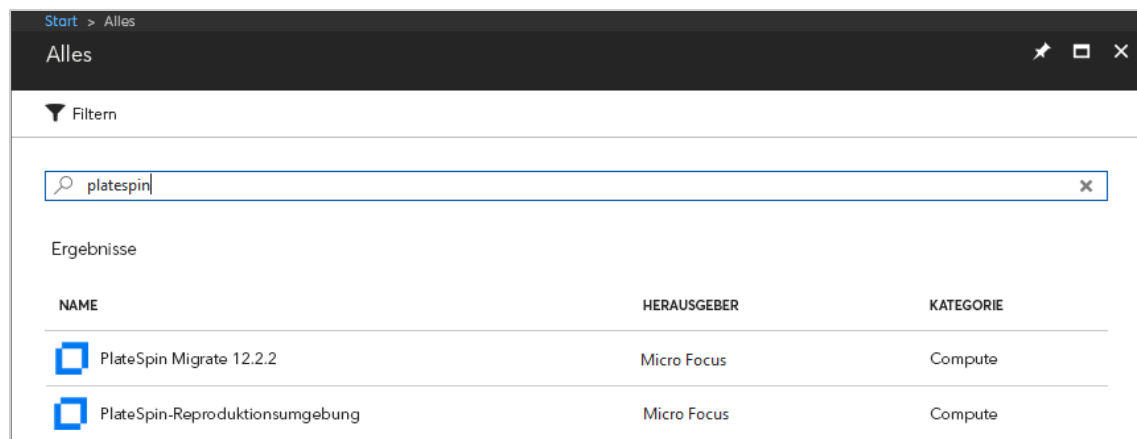 Start > Alles
Alles
Filtern
platespin
Ergebnisse
NAME HERAUSGEBER KATEGORIE
PlateSpin Migrate 12.2.2 Micro Focus Compute
PlateSpin-Reproduktionsumgebung Micro Focus Compute